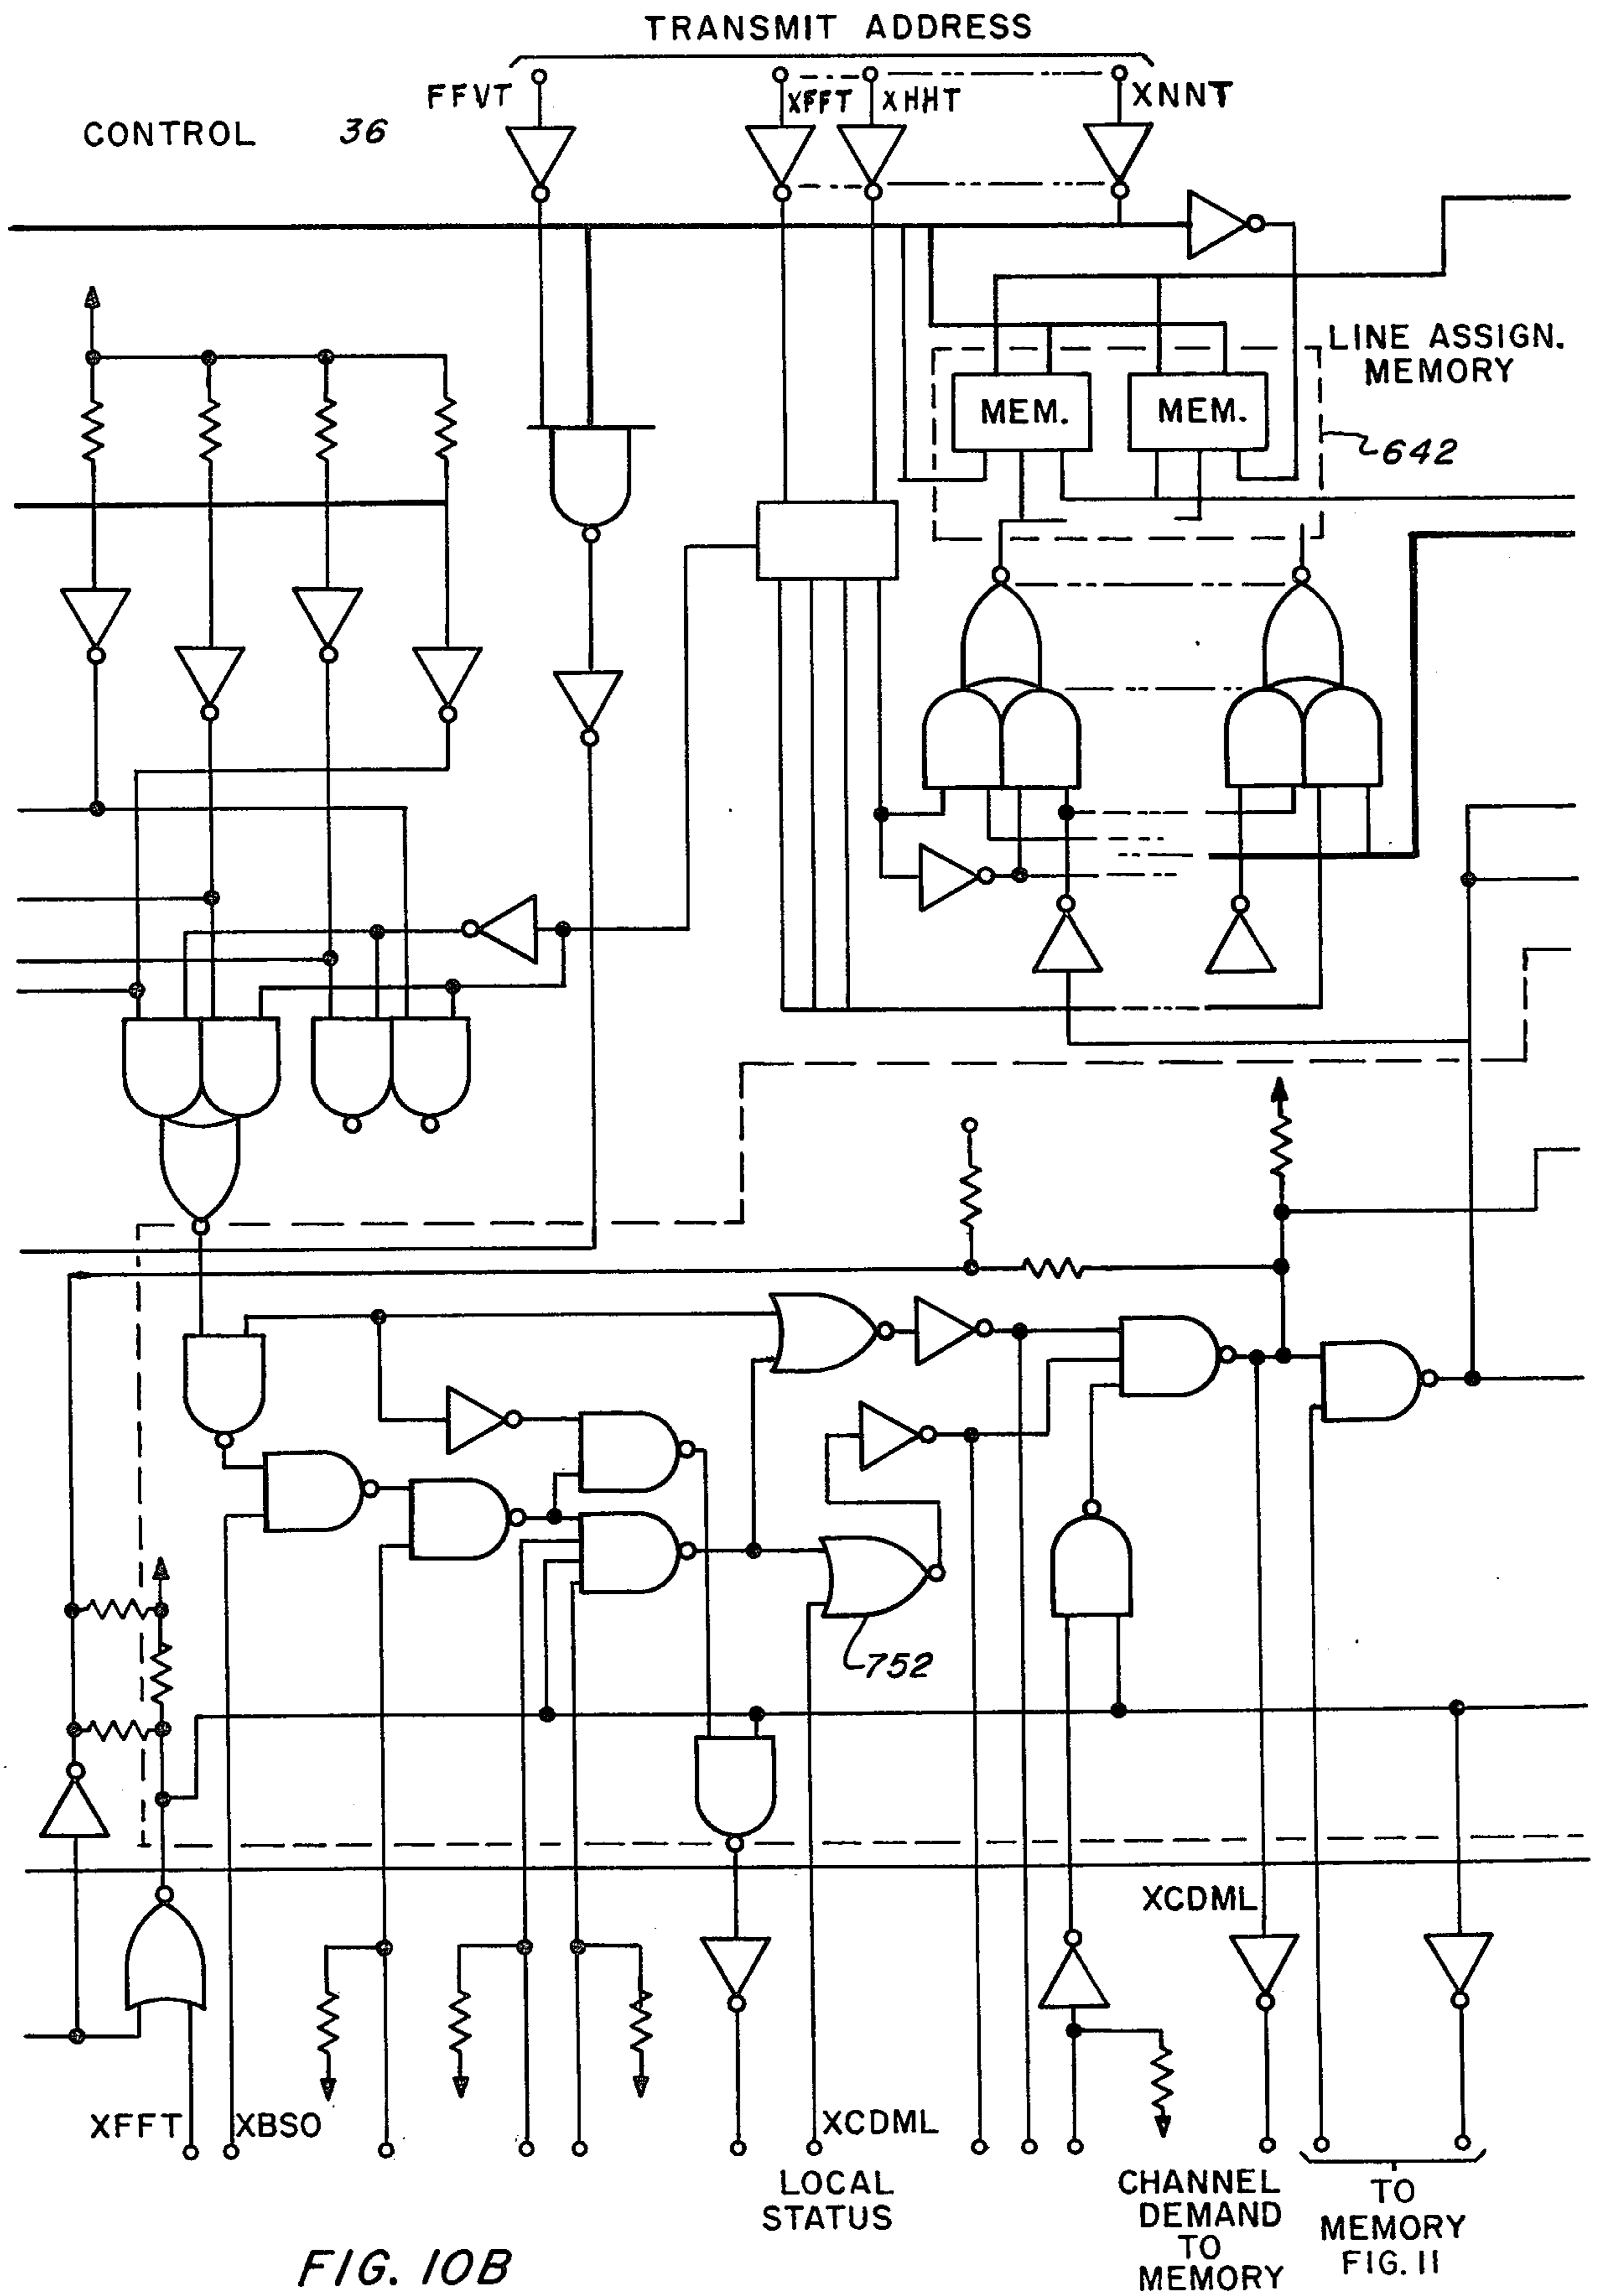 TRANSMIT ADDRESS
FFVT
XFFT
XHHT
XNNT
CONTROL 36
LINE ASSIGN.
MEMORY
MEM.
MEM.
642
752
XCDML
XFFT
XBSO
XCDML
LOCAL
STATUS
CHANNEL
DEMAND
TO
MEMORY
TO
MEMORY
FIG. 11
FIG. 10B